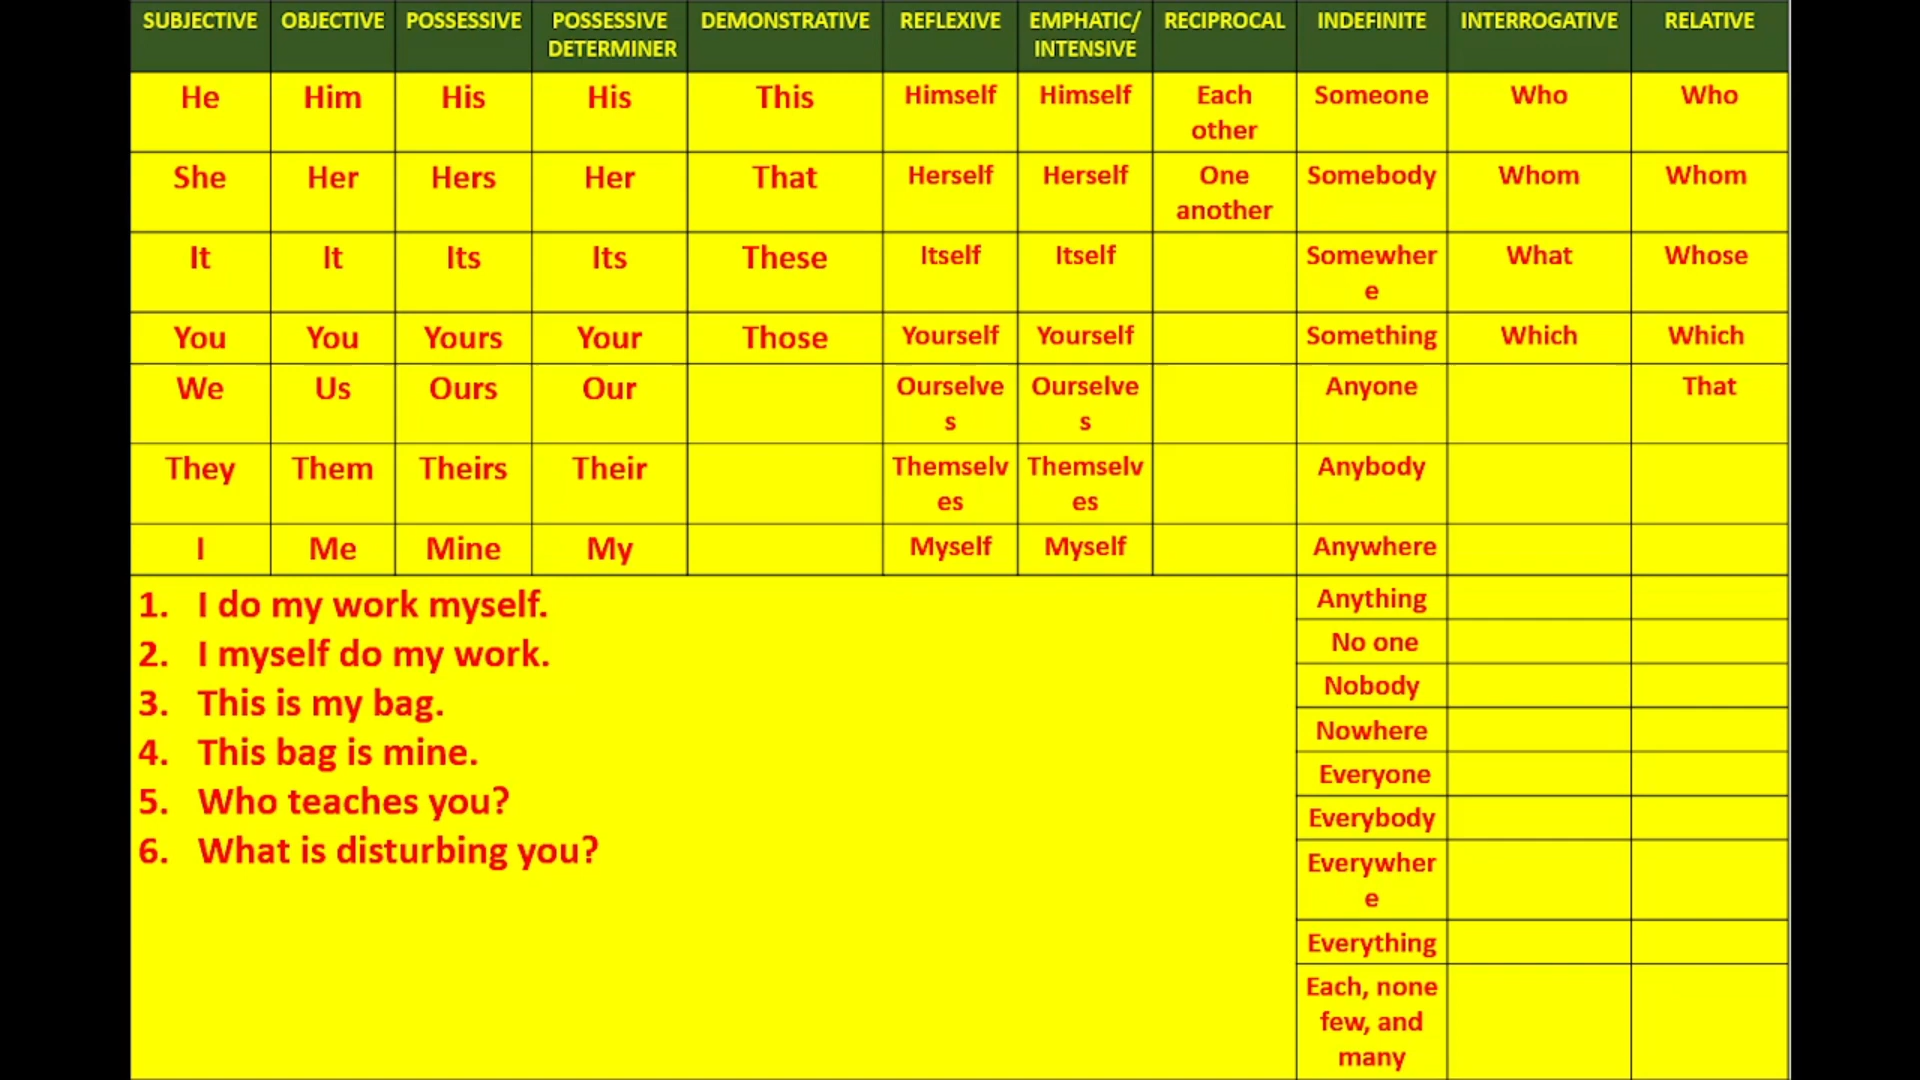 SUBJECTIVE OBJECTIVE POSSESSIVE POSSESSIVE DETERMINER DEMONSTRATIVE REFLEXIVE EMPHATIC/ INTENSIVE RECIPROCAL INDEFINITE INTERROGATIVE RELATIVE
He Him His His This Himself Himself Each other Someone Who Who
She Her Hers Her That Herself Herself One another Somebody Whom Whom
It It Its Its These Itself Itself Somewhere What Whose
You You Yours Your Those Yourself Yourself Something Which Which
We Us Ours Our Ourselves Ourselves Anyone That
They Them Theirs Their Themselves Themselves Anybody
I Me Mine My Myself Myself Anywhere
1. I do my work myself.
2. I myself do my work.
3. This is my bag.
4. This bag is mine.
5. Who teaches you?
6. What is disturbing you?
Anything
No one
Nobody
Nowhere
Everyone
Everybody
Everywhere
Everything
Each, none
few, and
many